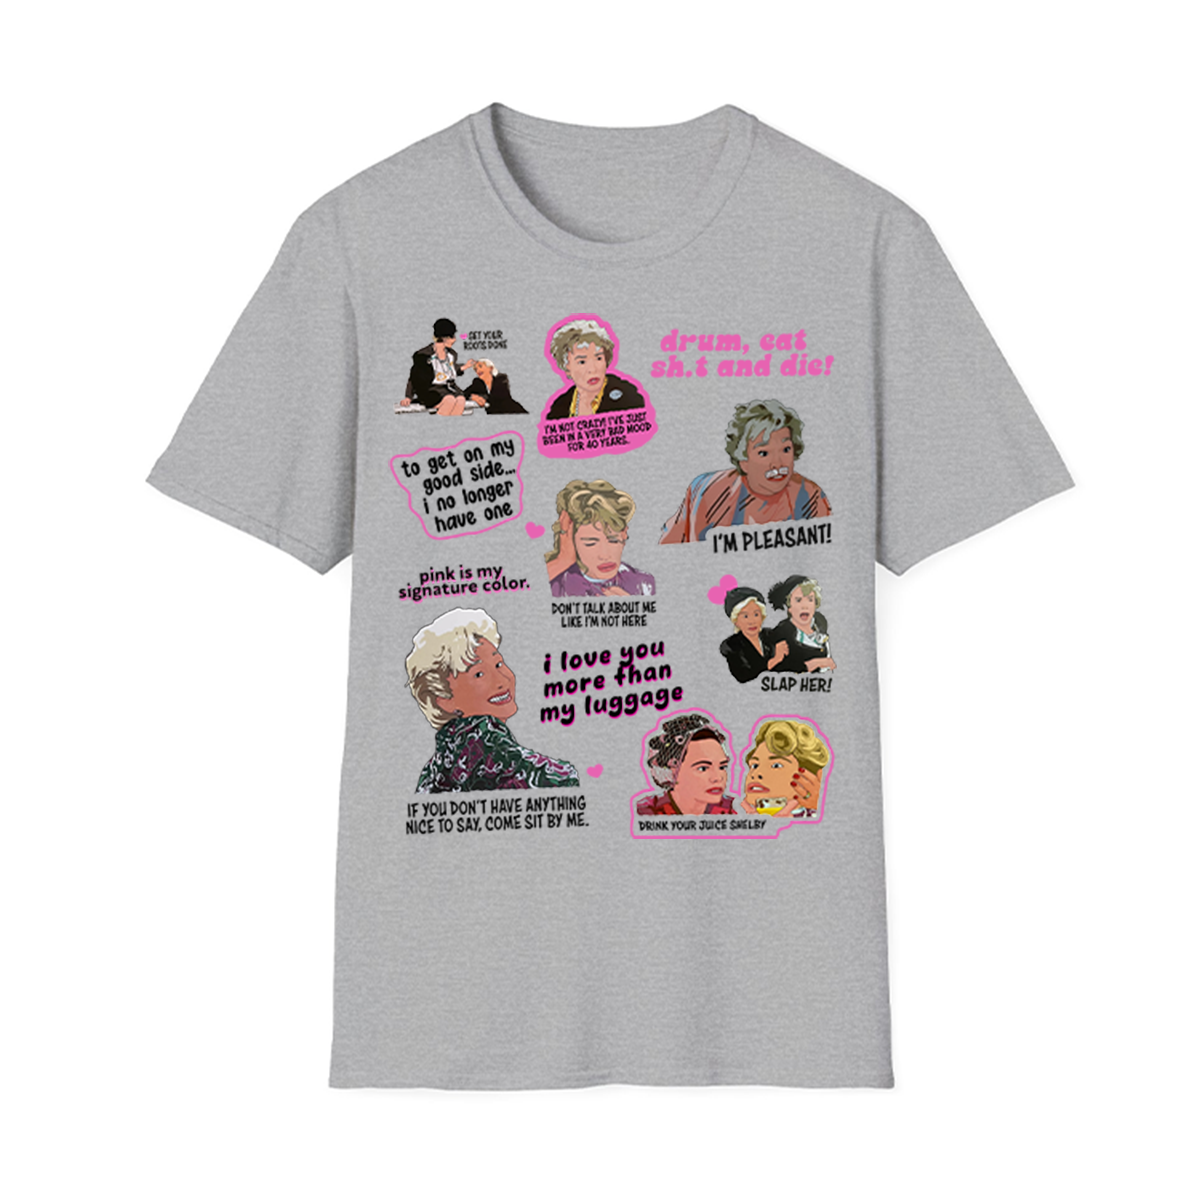 GET YOUR
ROOTS DONE
I'M NOT CRAZY! I'VE JUST
BEEN IN A VERY BAD MOOD
FOR 40 YEARS.
drum, eat
sh.t and die!
to get on my
good side...
i no longer
have one
I'M PLEASANT!
pink is my
signature color.
DON'T TALK ABOUT ME
LIKE I'M NOT HERE
SLAP HER!
i love you
more than
my luggage
IF YOU DON'T HAVE ANYTHING
NICE TO SAY, COME SIT BY ME.
DRINK YOUR JUICE SHELBY